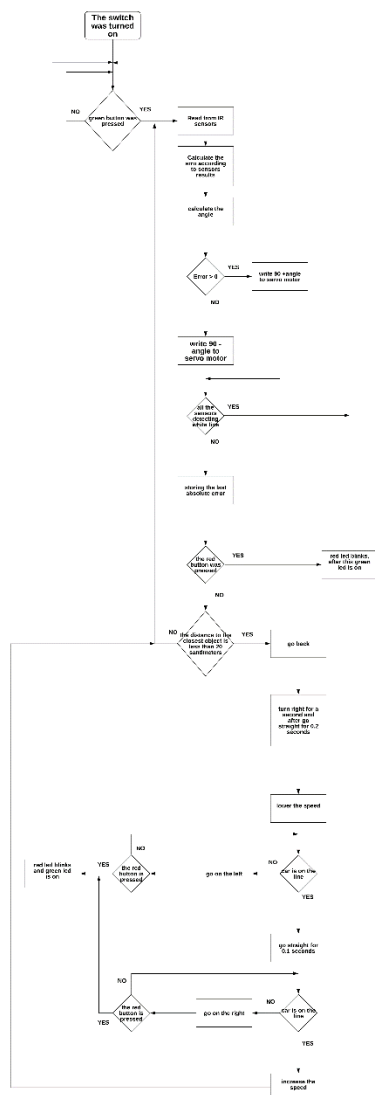 The switch
was turned
on
NO
YES
green button was
pressed
Read from IR
sensors
Calculate the
erro according
to sensors
results
calculate the
angle
Error > 0
YES
write 90 +angle
to servo motor
NO
write 90 -
angle to
servo motor
all the
sensors
detecting
white line
YES
NO
storing the last
absolute error
the red
button was
pressed
YES
red led blinks,
after this green
led is on
NO
NO
the distance to the
closest object is
less than 20
santimeters
YES
go back
turn right for a
second and
after go
straight for 0.2
seconds
lower the speed
NO
red led blinks
and green led
is on
YES
the red
button is
pressed
go on the left
NO
car is on the
line
YES
go straight for
0.1 seconds
NO
the red
button is
pressed
YES
go on the right
NO
car is on the
line
YES
increase the
speed